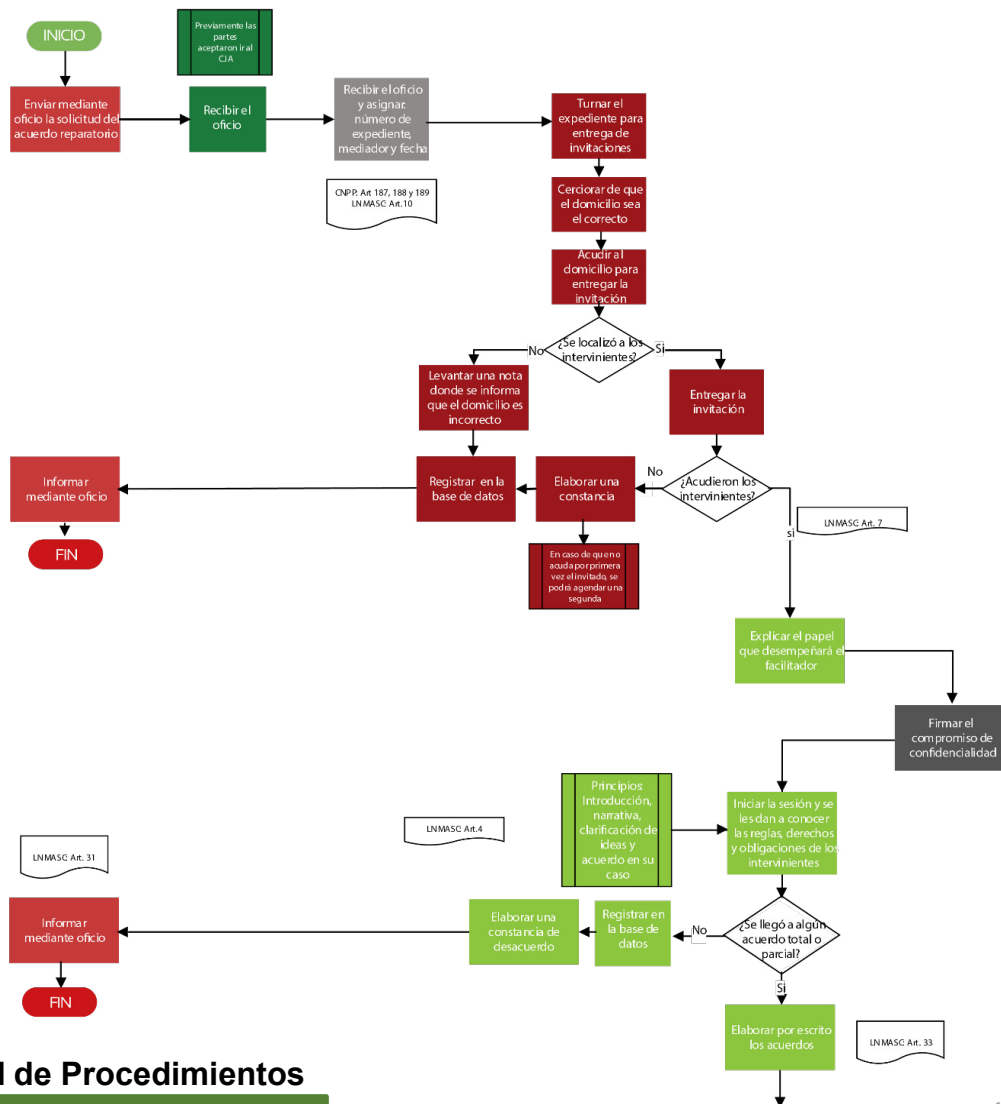 INICIO
Previamente las
partes
aceptaron ir al
CJA
Enviar mediante
oficio la solicitud del
acuerdo reparatorio
Recibir el
oficio
Recibir el oficio
y asignar:
número de
expediente,
mediador y fecha
Turnar el
expediente para
entrega de
invitaciones
CNPP: Art 187, 188 y 189
LNMASC Art. 10
Cerciorar de que
el domicilio sea
el correcto
Acudir al
domicilio para
entregar la
invitación
¿Se localizó a los
intervinientes?
No
Si
Levantar una nota
donde se informa
que el domicilio es
incorrecto
Entregar la
invitación
Informar
mediante oficio
Registrar en la
base de datos
Elaborar una
constancia
No
¿Acudieron los
intervinientes?
LNMASC Art. 7
si
FIN
En caso de que no
acuda por primera
vez el invitado, se
podrá agendar una
segunda
Explicar el papel
que desempeñará el
facilitador
Firmar el
compromiso de
confidencialidad
Principios:
Introducción,
narrativa,
clarificación de
ideas y
acuerdo en su
caso
Iniciar la sesión y se
les dan a conocer
las reglas, derechos
y obligaciones de los
intervinientes
LNMASC Art.4
LNMASC Art. 31
Informar
mediante oficio
Elaborar una
constancia de
desacuerdo
Registrar en
la base de
datos
No
¿Se llegó a algún
acuerdo total o
parcial?
Si
FIN
Elaborar por escrito
los acuerdos
LNMASC Art. 33
l de Procedimientos